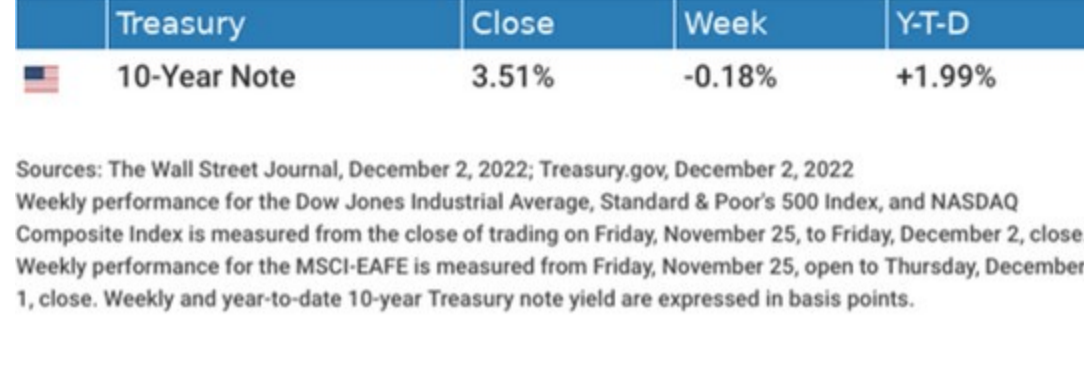 Treasury Close Week Y-T-D
10-Year Note 3.51% -0.18% +1.99%
Sources: The Wall Street Journal, December 2, 2022; Treasury.gov, December 2, 2022
Weekly performance for the Dow Jones Industrial Average, Standard & Poor's 500 Index, and NASDAQ
Composite Index is measured from the close of trading on Friday, November 25, to Friday, December 2, close
Weekly performance for the MSCI-EAFE is measured from Friday, November 25, open to Thursday, December
1, close. Weekly and year-to-date 10-year Treasury note yield are expressed in basis points.